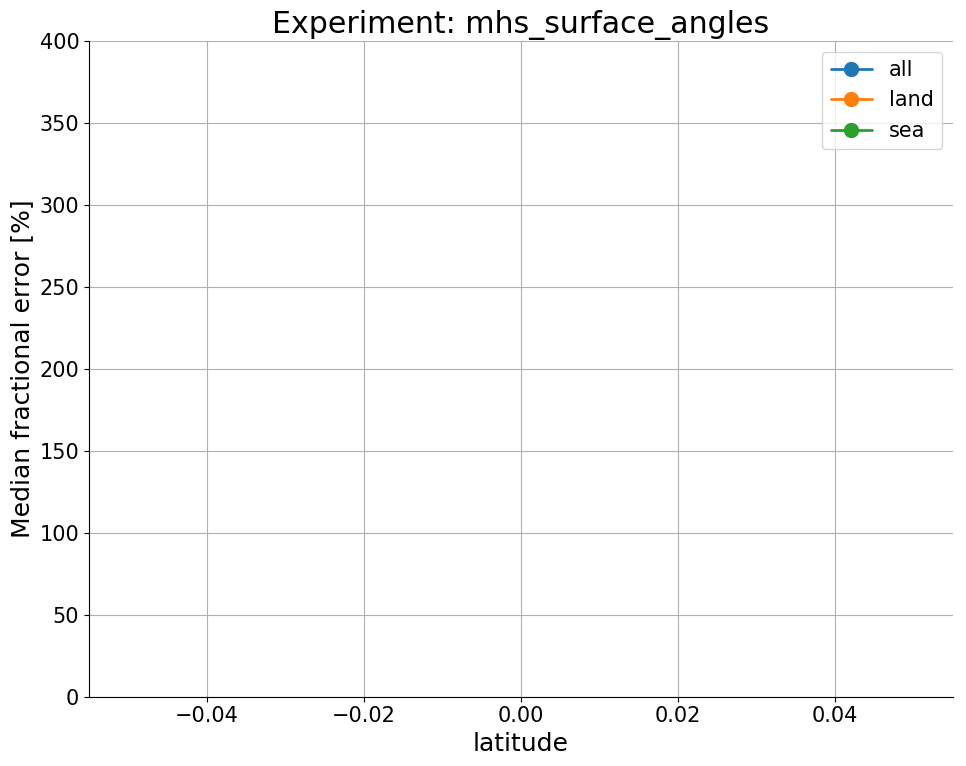 Experiment: mhs_surface_angles
400
350
300
250
200
150
100
50
0
Median fractional error [%]
all
land
sea
−0.04
−0.02
0.00
0.02
0.04
latitude